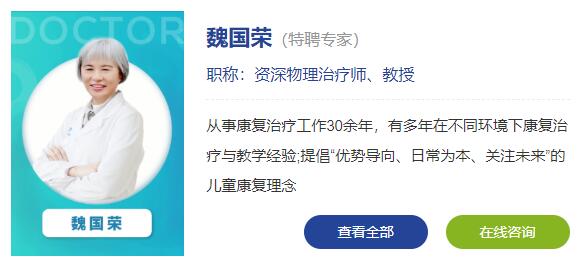 DOCTOR
魏国荣
魏国荣（特聘专家）
职称：资深物理治疗师、教授
从事康复治疗工作30余年，有多年在不同环境下康复治
疗与教学经验;提倡“优势导向、日常为本、关注未来”的
儿童康复理念
查看全部
在线咨询